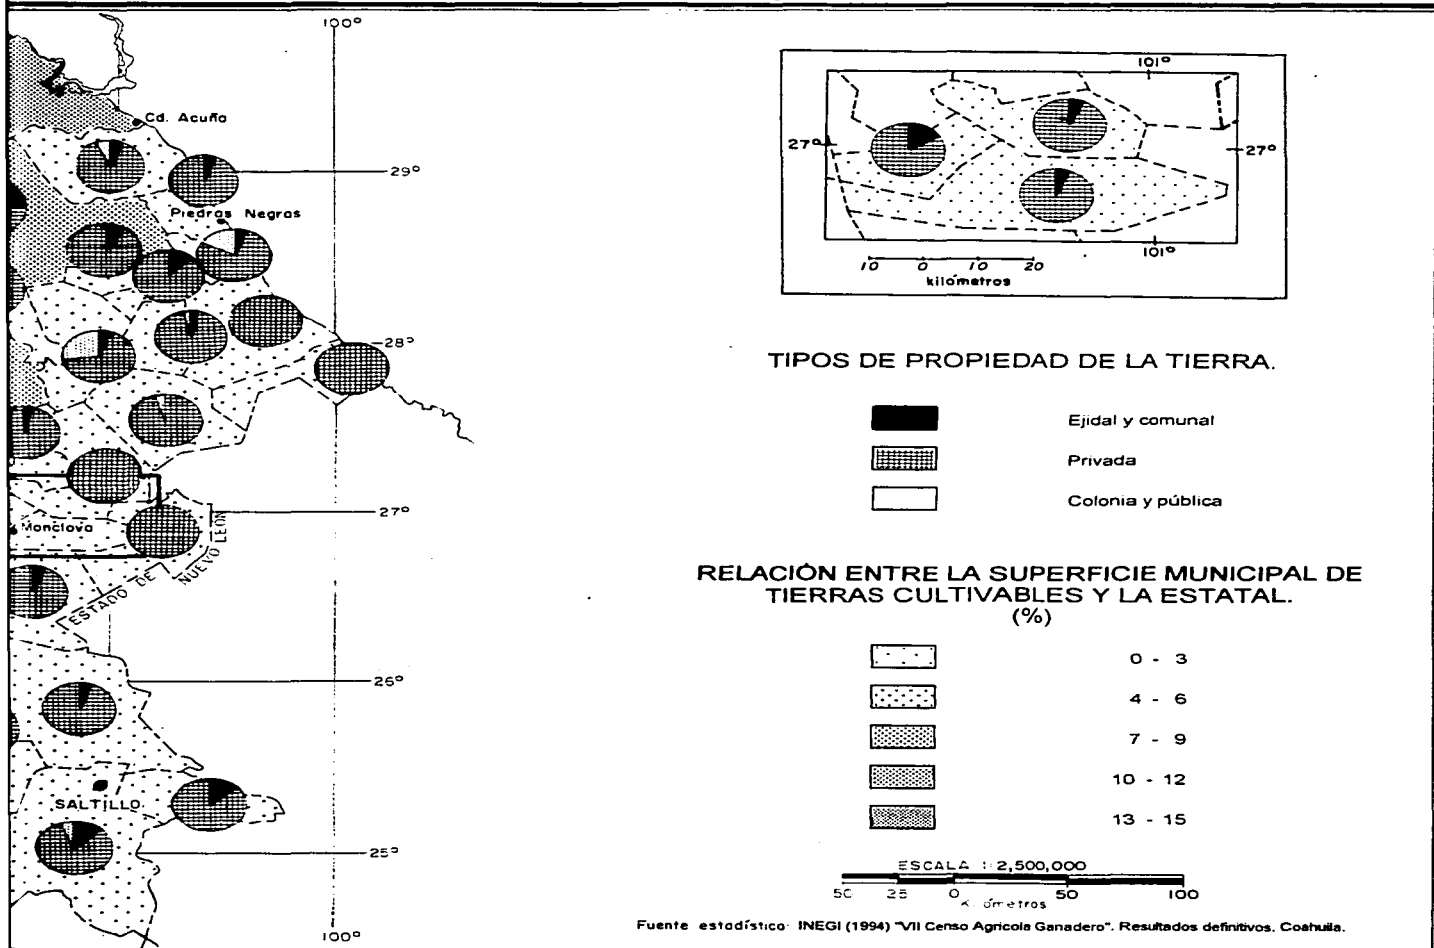 100°
Cd. Acuña
29°
Piedras Negras
28°
27°
Monclova
ESTADO DE NUEVO LEÓN
26°
SALTILLO
25°
100°
101°
27°
27°
101°
10 0 10 20
kilómetros
TIPOS DE PROPIEDAD DE LA TIERRA.
Ejidal y comunal
Privada
Colonia y pública
RELACIÓN ENTRE LA SUPERFICIE MUNICIPAL DE
TIERRAS CULTIVABLES Y LA ESTATAL.
(%)
0 - 3
4 - 6
7 - 9
10 - 12
13 - 15
ESCALA 1:2,500,000
50 25 0 50 100
Kilómetros
Fuente estadístico: INEGI (1994) "VII Censo Agricola Ganadero". Resultados definitivos. Coahuila.